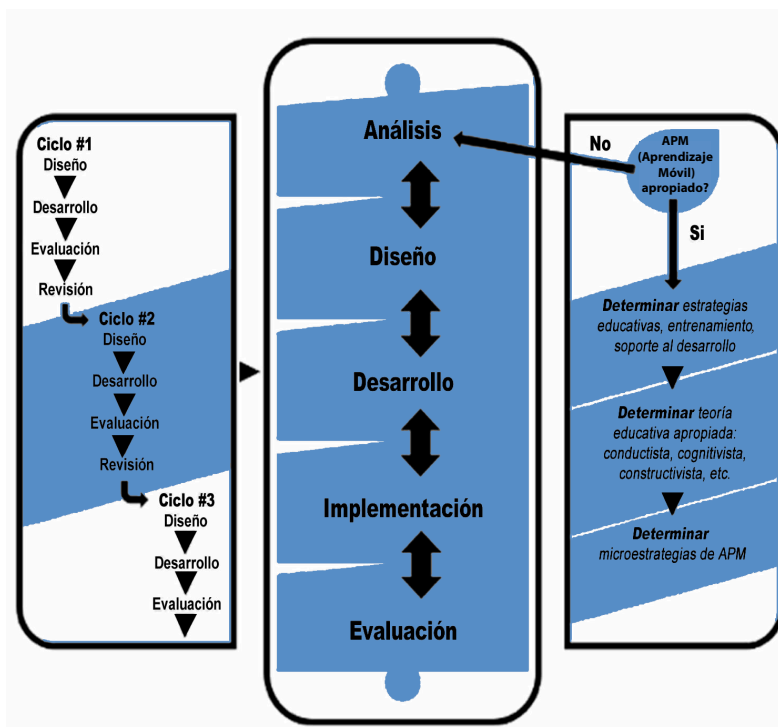 Ciclo #1
Diseño
Desarrollo
Evaluación
Revisión
Ciclo #2
Diseño
Desarrollo
Evaluación
Revisión
Ciclo #3
Diseño
Desarrollo
Evaluación
Análisis
Diseño
Desarrollo
Implementación
Evaluación
No
APM
(Aprendizaje
Móvil)
apropiado?
Si
Determinar estrategias
educativas, entrenamiento,
soporte al desarrollo
Determinar teoría
educativa apropiada:
conductista, cognitivista,
constructivista, etc.
Determinar
microestrategias de APM